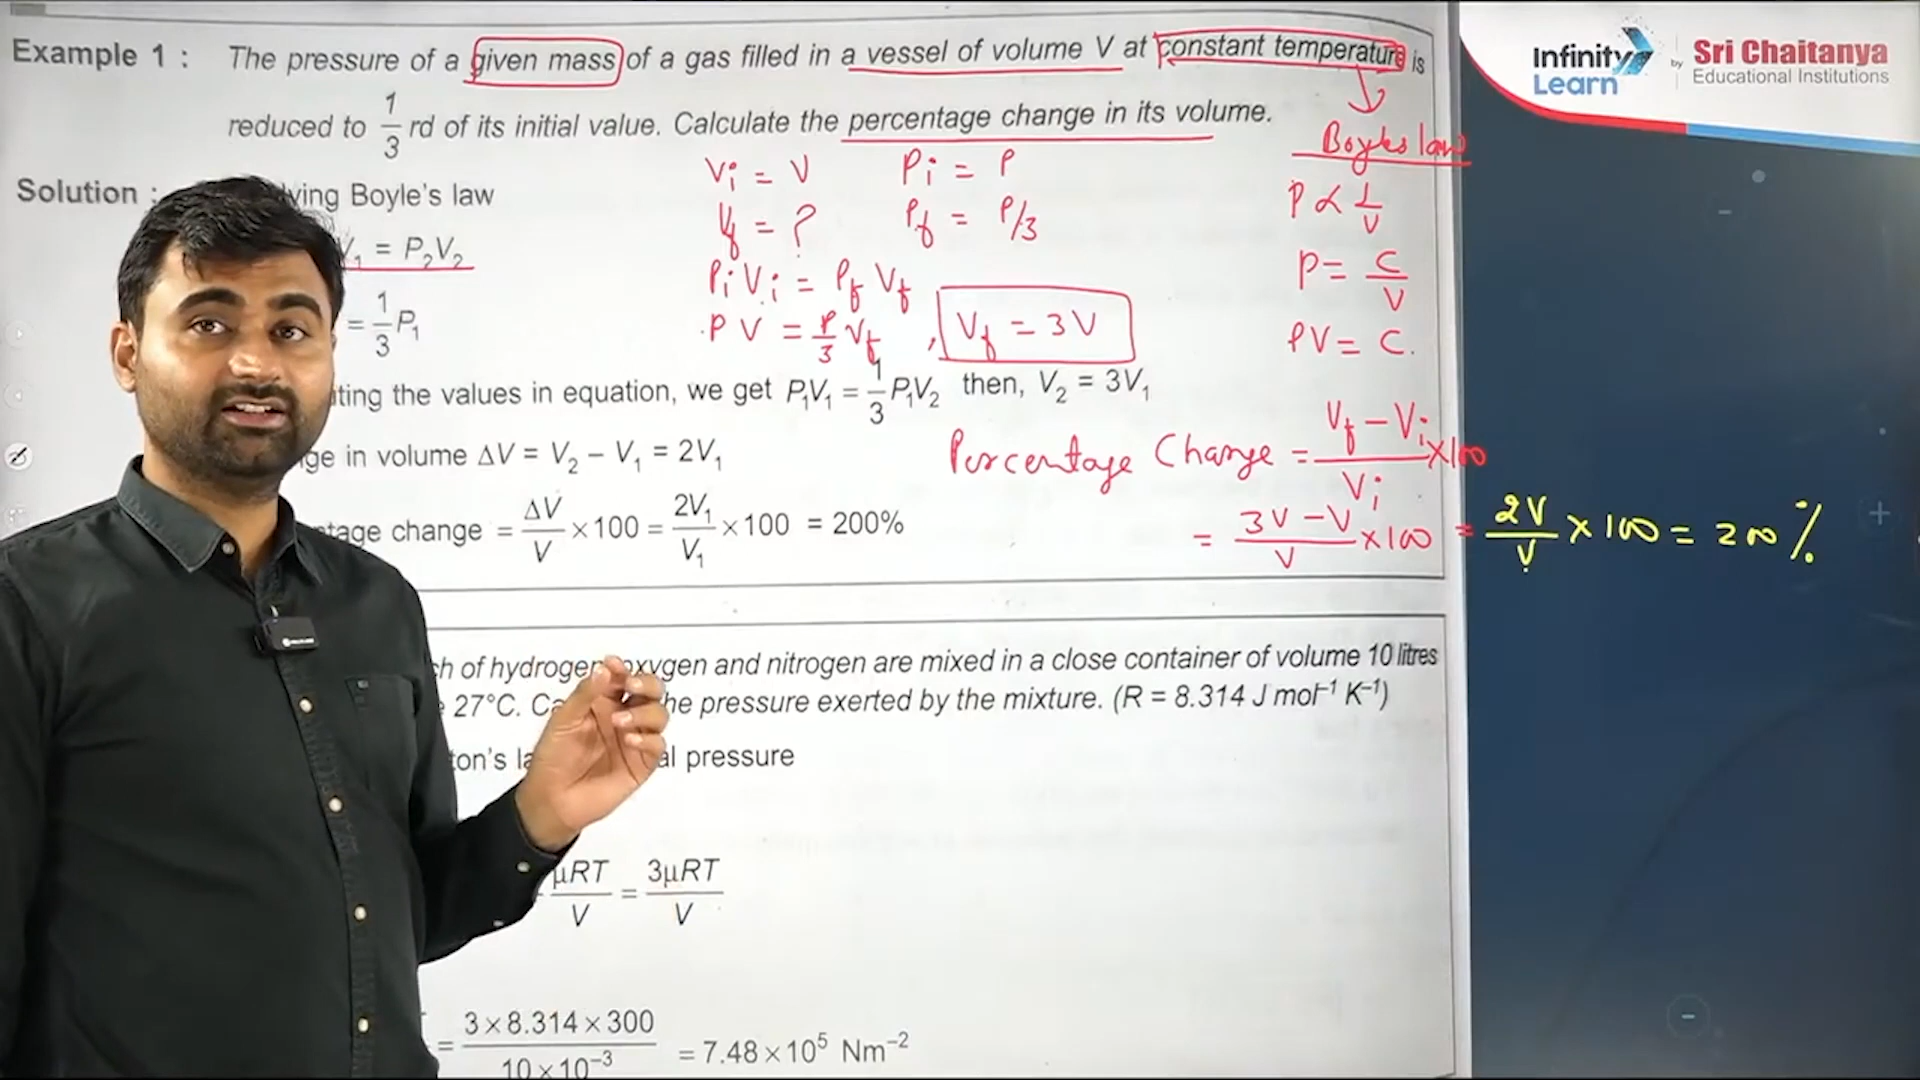 Example 1 : The pressure of a given mass of a gas filled in a vessel of volume V at constant temperature is
reduced to 1/3 rd of its initial value. Calculate the percentage change in its volume.
Solution : ying Boyle's law
V₁ = P₂V₂
= 1/3 P₁
ting the values in equation, we get P₁V₁ = 1/3 P₁V₂ then, V₂ = 3V₁
ge in volume ΔV = V₂ − V₁ = 2V₁
tage change = ΔV/V × 100 = 2V₁/V₁ × 100 = 200%
Vi = V Pi = P
Vf = ? Pf = P/3
PiVi = Pf Vf
PV = P/3 Vf , Vf = 3V
Boyles law
P ∝ 1/V
P = C/V
PV = C.
Percentage Change = Vf − Vi/Vi × 100
= 3V − V/V × 100 = 2V/V × 100 = 200 %
ch of hydrogen oxygen and nitrogen are mixed in a close container of volume 10 litres
27°C. Ca he pressure exerted by the mixture. (R = 8.314 J mol⁻¹ K⁻¹)
ton's la al pressure
μRT/V = 3μRT/V
= 3 × 8.314 × 300/10 × 10⁻³ = 7.48 × 10⁵ Nm⁻²
Infinity Learn by Sri Chaitanya
Educational Institutions